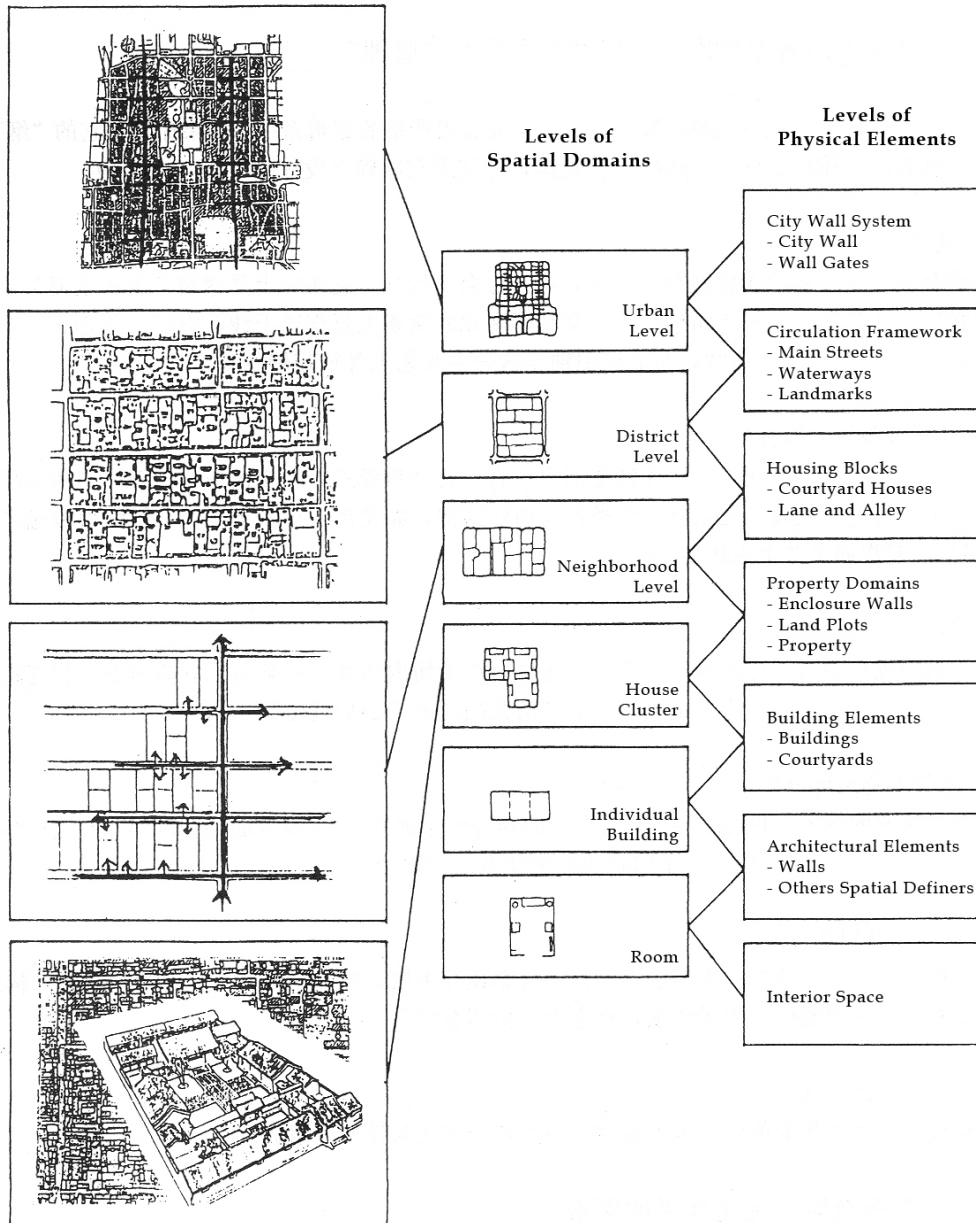 Levels of
Spatial Domains
Urban
Level
District
Level
Neighborhood
Level
House
Cluster
Individual
Building
Room
Levels of
Physical Elements
City Wall System
- City Wall
- Wall Gates
Circulation Framework
- Main Streets
- Waterways
- Landmarks
Housing Blocks
- Courtyard Houses
- Lane and Alley
Property Domains
- Enclosure Walls
- Land Plots
- Property
Building Elements
- Buildings
- Courtyards
Architectural Elements
- Walls
- Others Spatial Definers
Interior Space